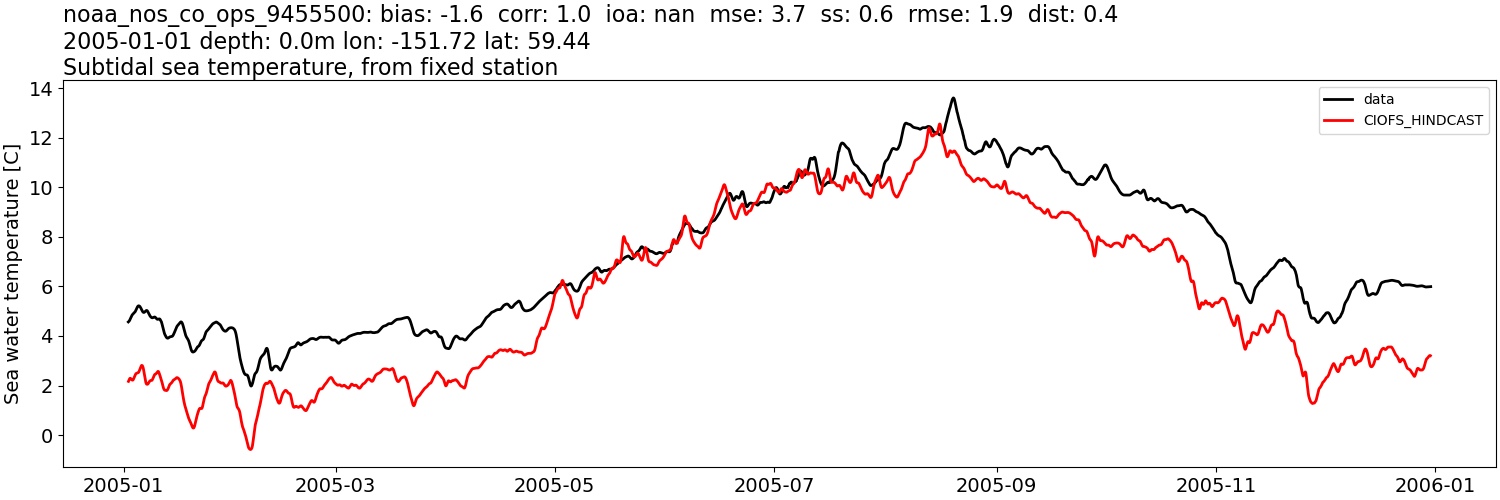 noaa_nos_co_ops_9455500: bias: -1.6  corr: 1.0  ioa: nan  mse: 3.7  ss: 0.6  rmse: 1.9  dist: 0.4
2005-01-01 depth: 0.0m lon: -151.72 lat: 59.44
Subtidal sea temperature, from fixed station
data
CIOFS_HINDCAST
Sea water temperature [C]
14
12
10
8
6
4
2
0
2005-01
2005-03
2005-05
2005-07
2005-09
2005-11
2006-01